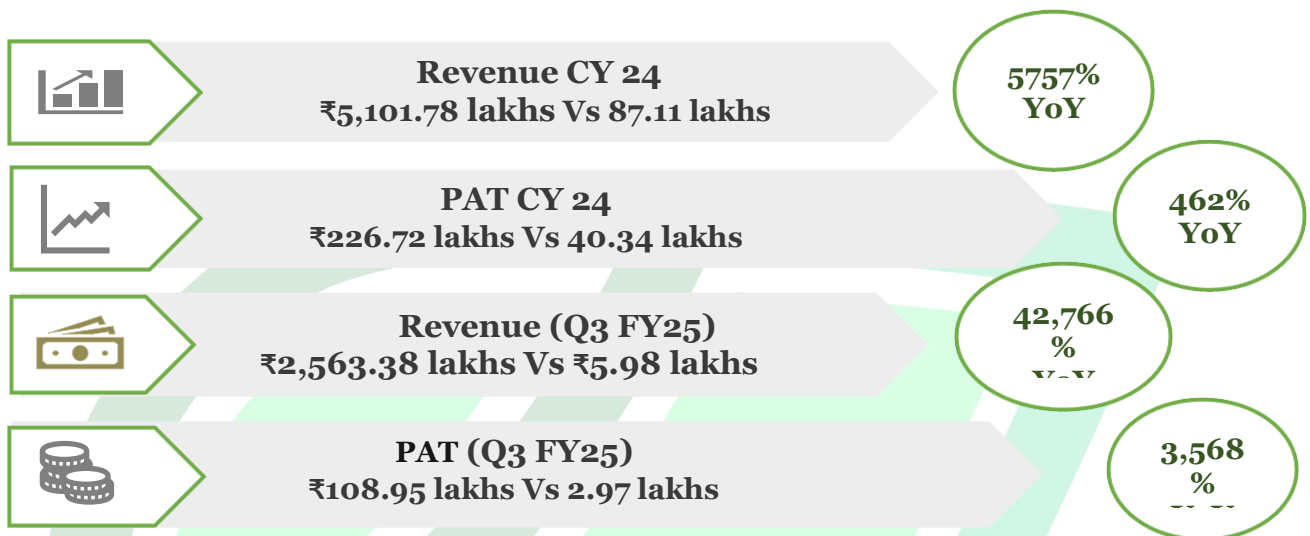 Revenue CY 24
₹5,101.78 lakhs Vs 87.11 lakhs
5757%
YoY
PAT CY 24
₹226.72 lakhs Vs 40.34 lakhs
462%
YoY
Revenue (Q3 FY25)
₹2,563.38 lakhs Vs ₹5.98 lakhs
42,766
%
PAT (Q3 FY25)
₹108.95 lakhs Vs 2.97 lakhs
3,568
%